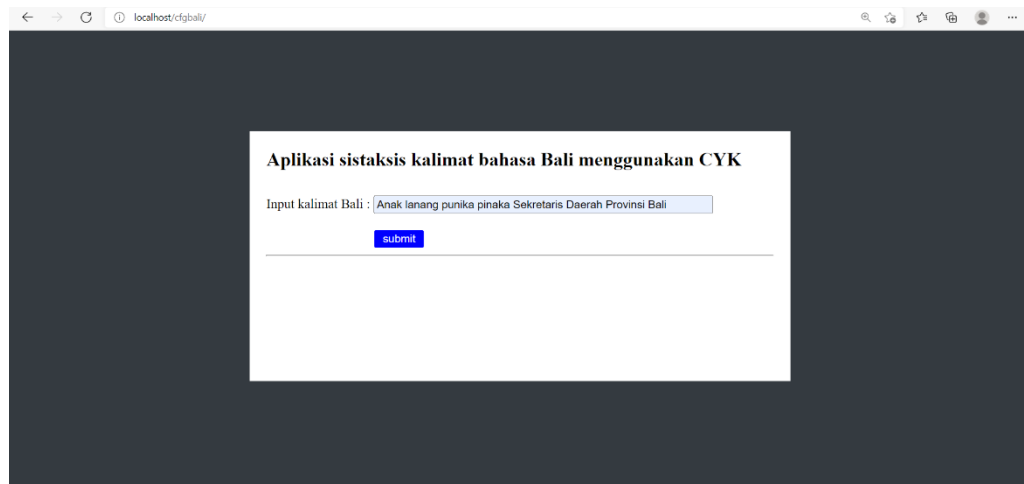 localhost/cfgbali/
Aplikasi sistaksis kalimat bahasa Bali menggunakan CYK
Input kalimat Bali : Anak lanang punika pinaka Sekretaris Daerah Provinsi Bali
submit